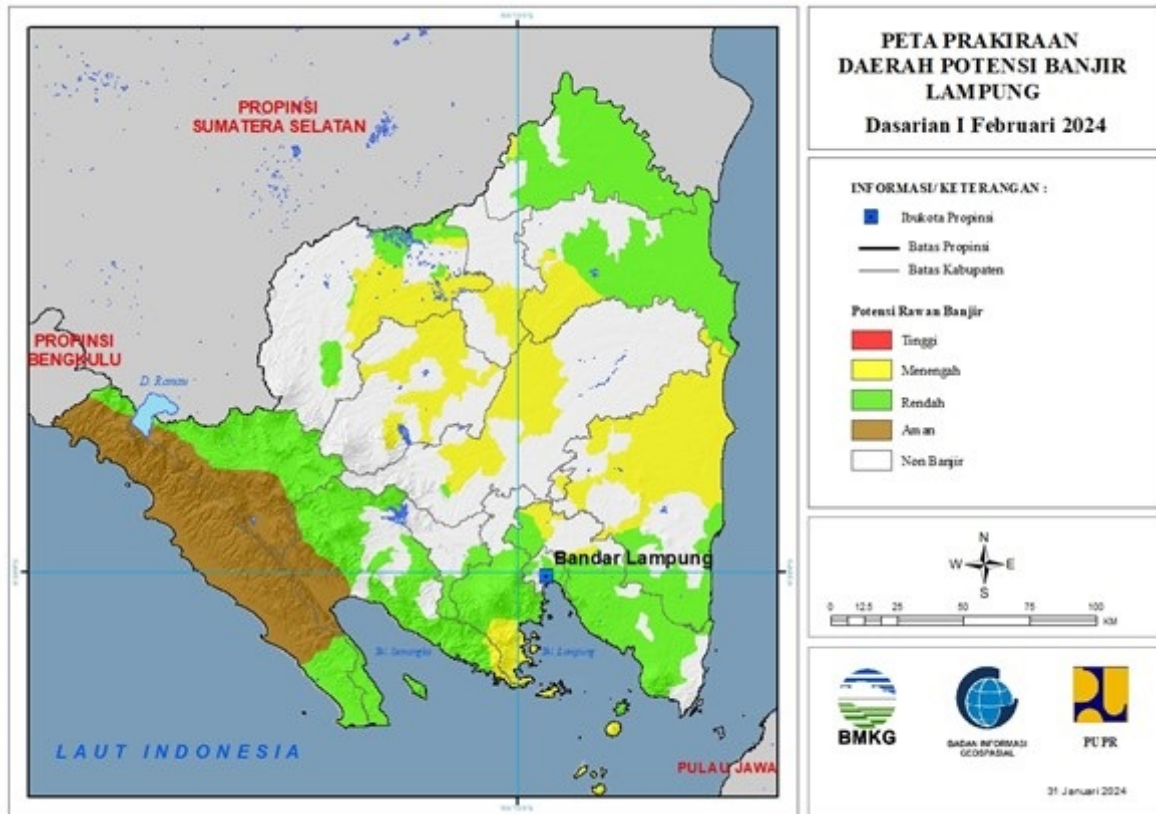 PETA PRAKIRAAN
DAERAH POTENSI BANJIR
LAMPUNG
Dasarian I Februari 2024
INFORMASI/KETERANGAN :
Ibukota Propinsi
Batas Propinsi
Batas Kabupaten
Potensi Rawan Banjir
Tinggi
Menengah
Rendah
Aman
Non Banjir
N
W
E
S
0 12.5 25 50 75 100
KM
BMKG
BADAN INFORMASI
GEOSPASIAL
PUPR
31 Januari 2024
PROPINSI
SUMATERA SELATAN
PROPINSI
BENGKULU
D. Ranau
Bandar Lampung
Tel. Semangka
Tel. Lampung
LAUT INDONESIA
PULAU JAWA